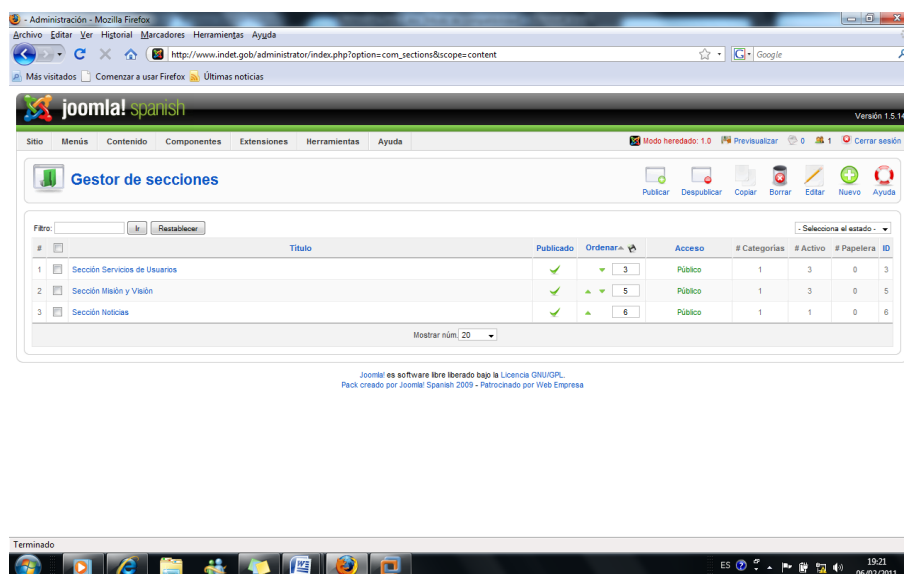 - Administración - Mozilla Firefox
Archivo Editar Ver Historial Marcadores Herramientas Ayuda
http://www.indet.gob/administrator/index.php?option=com_sections&scope=content
G Google
Más visitados Comenzar a usar Firefox Últimas noticias
joomla! spanish
Versión 1.5.14
Sitio Menús Contenido Componentes Extensiones Herramientas Ayuda Modo heredado: 1.0 Previsualizar 0 1 Cerrar sesión
Gestor de secciones
Publicar Despublicar Copiar Borrar Editar Nuevo Ayuda
Filtro: Ir Restablecer - Selecciona el estado -
# Título Publicado Ordenar Acceso # Categorías # Activo # Papelera ID
1 Sección Servicios de Usuarios 3 Público 1 3 0 3
2 Sección Misión y Visión 5 Público 1 3 0 5
3 Sección Noticias 6 Público 1 1 0 6
Mostrar núm. 20
Joomla! es software libre liberado bajo la Licencia GNU/GPL.
Pack creado por Joomla! Spanish 2009 - Patrocinado por Web Empresa
Terminado
ES 19:21
06/02/2011